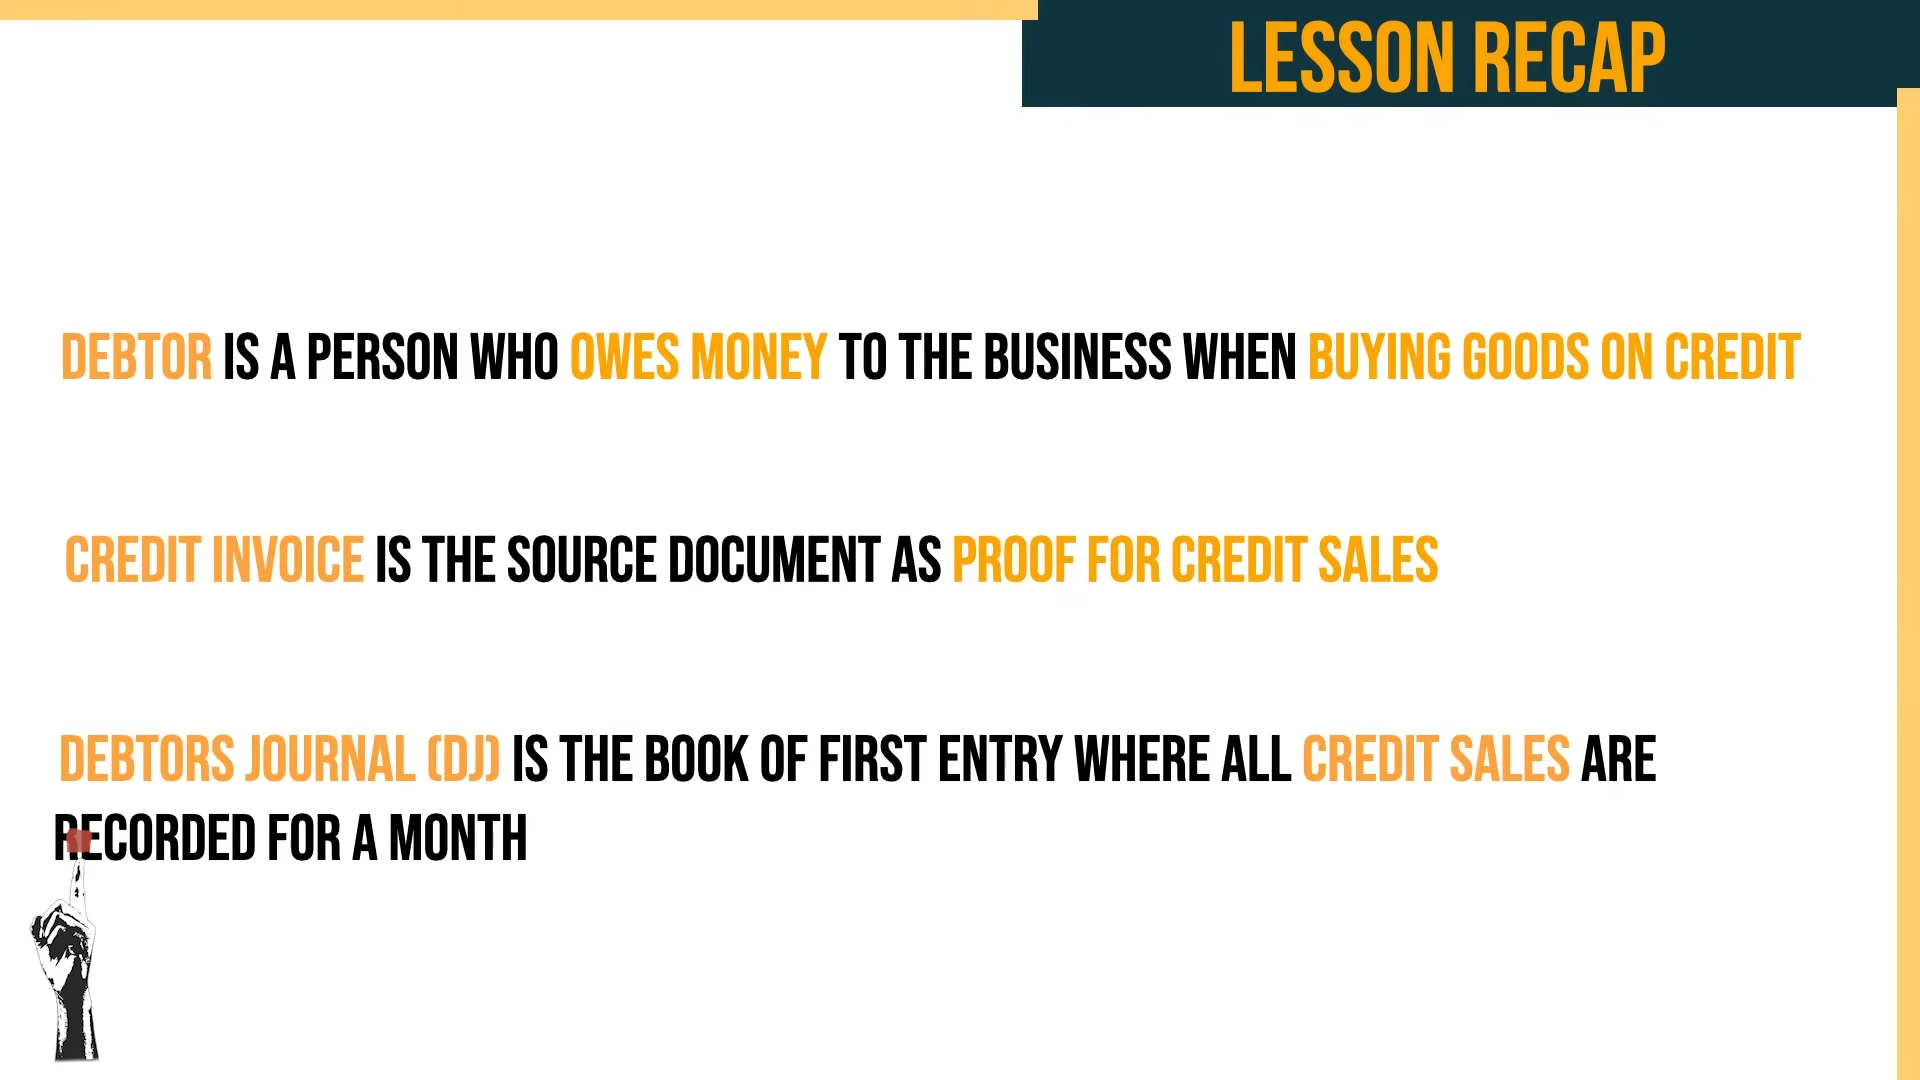 LESSON RECAP
DEBTOR IS A PERSON WHO OWES MONEY TO THE BUSINESS WHEN BUYING GOODS ON CREDIT
CREDIT INVOICE IS THE SOURCE DOCUMENT AS PROOF FOR CREDIT SALES
DEBTORS JOURNAL (DJ) IS THE BOOK OF FIRST ENTRY WHERE ALL CREDIT SALES ARE
RECORDED FOR A MONTH